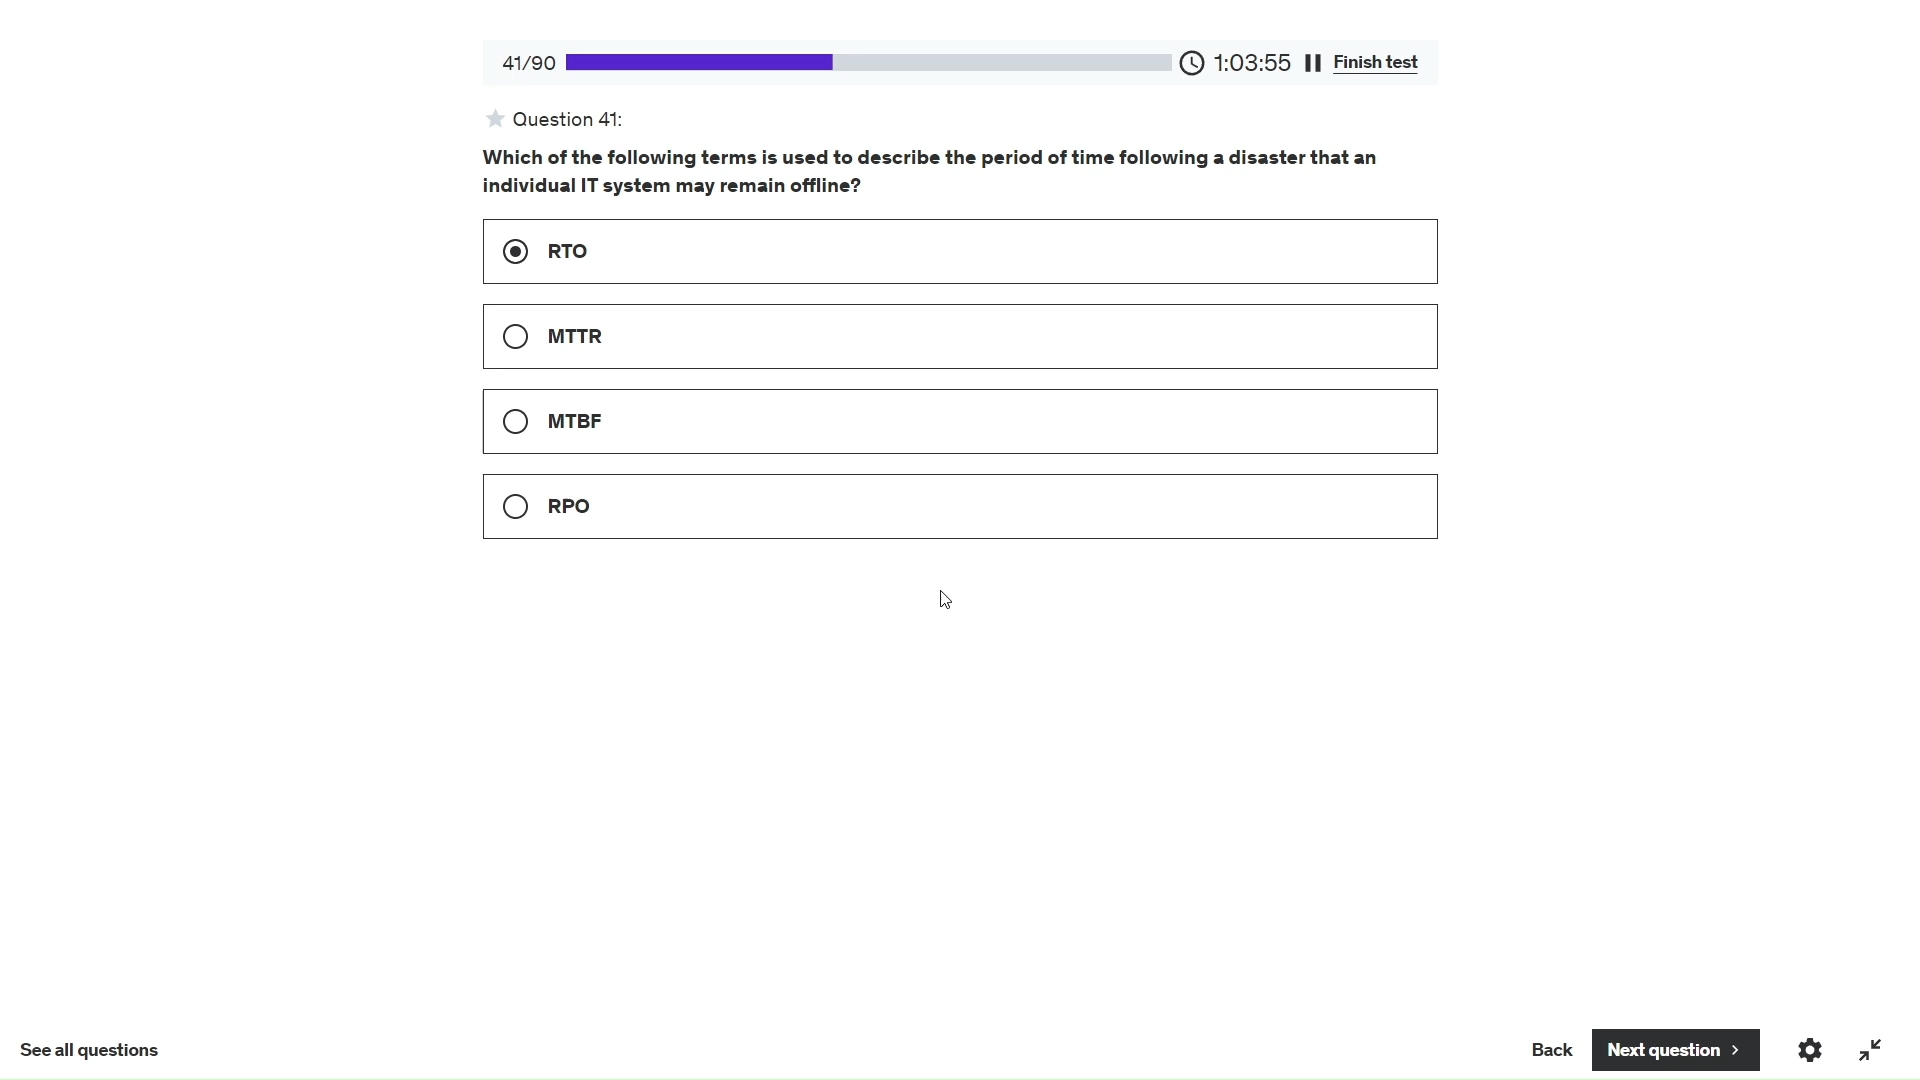 41/90 1:03:55 Finish test
Question 41:
Which of the following terms is used to describe the period of time following a disaster that an
individual IT system may remain offline?
RTO
MTTR
MTBF
RPO
See all questions Back Next question